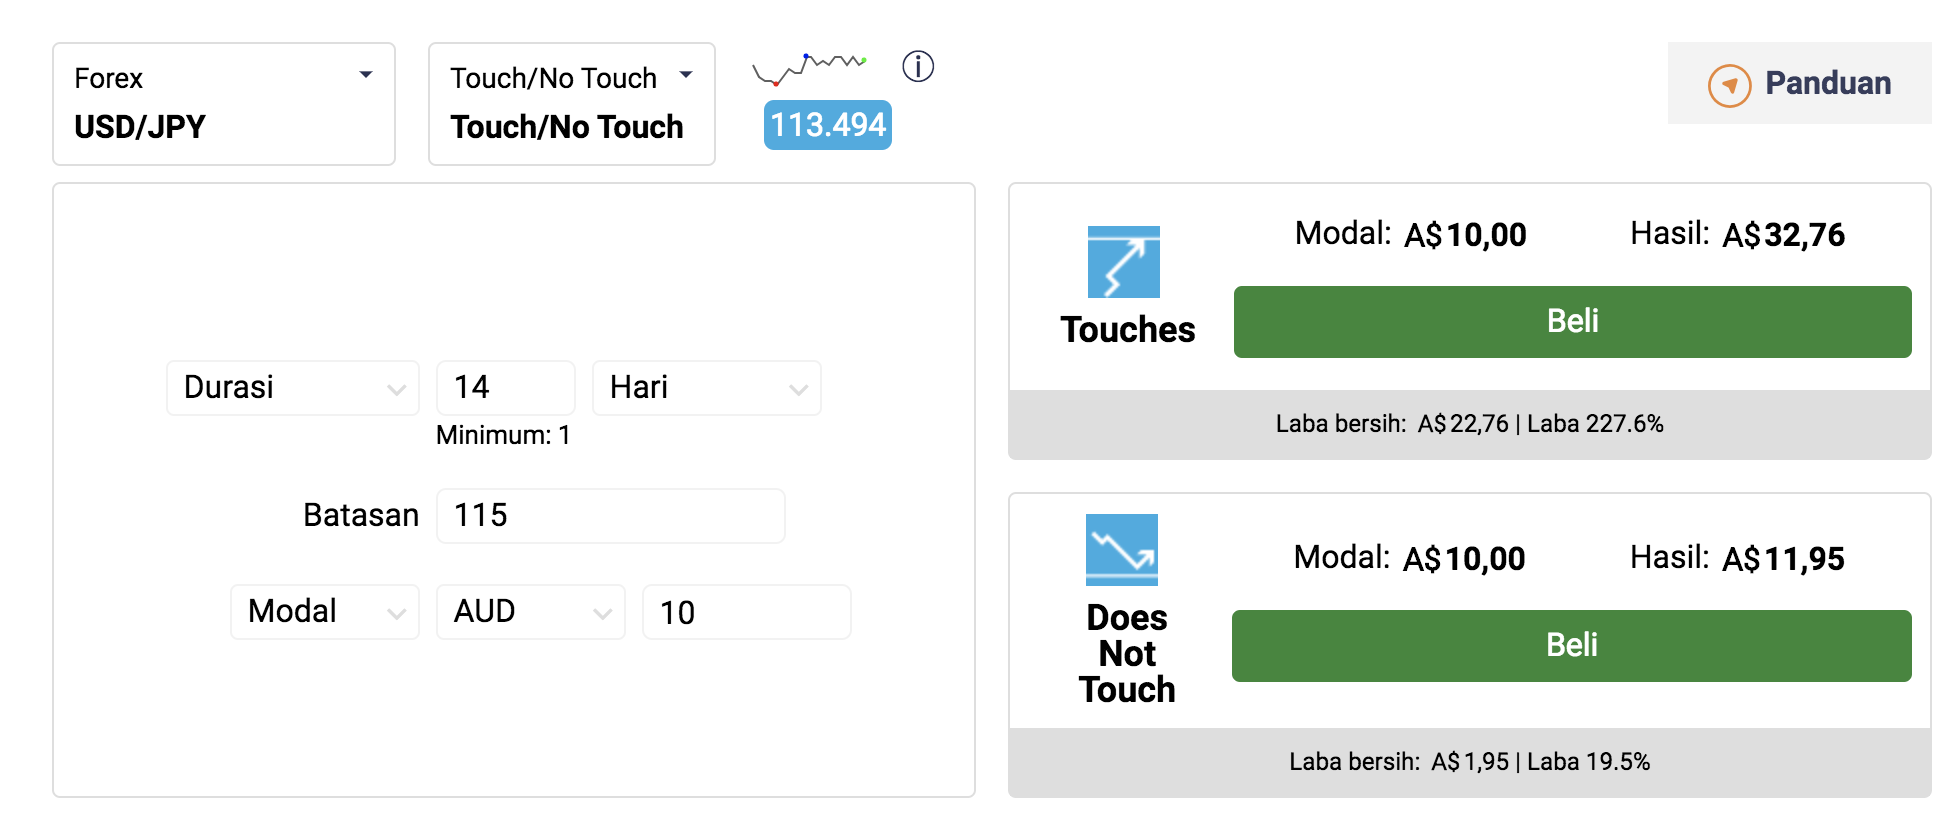 Forex
USD/JPY
Touch/No Touch
Touch/No Touch
113.494
Panduan
Durasi 14 Hari
Minimum: 1
Batasan 115
Modal AUD 10
Modal: A$10,00 Hasil: A$32,76
Touches
Beli
Laba bersih: A$22,76 | Laba 227.6%
Modal: A$10,00 Hasil: A$11,95
Does
Not
Touch
Beli
Laba bersih: A$1,95 | Laba 19.5%